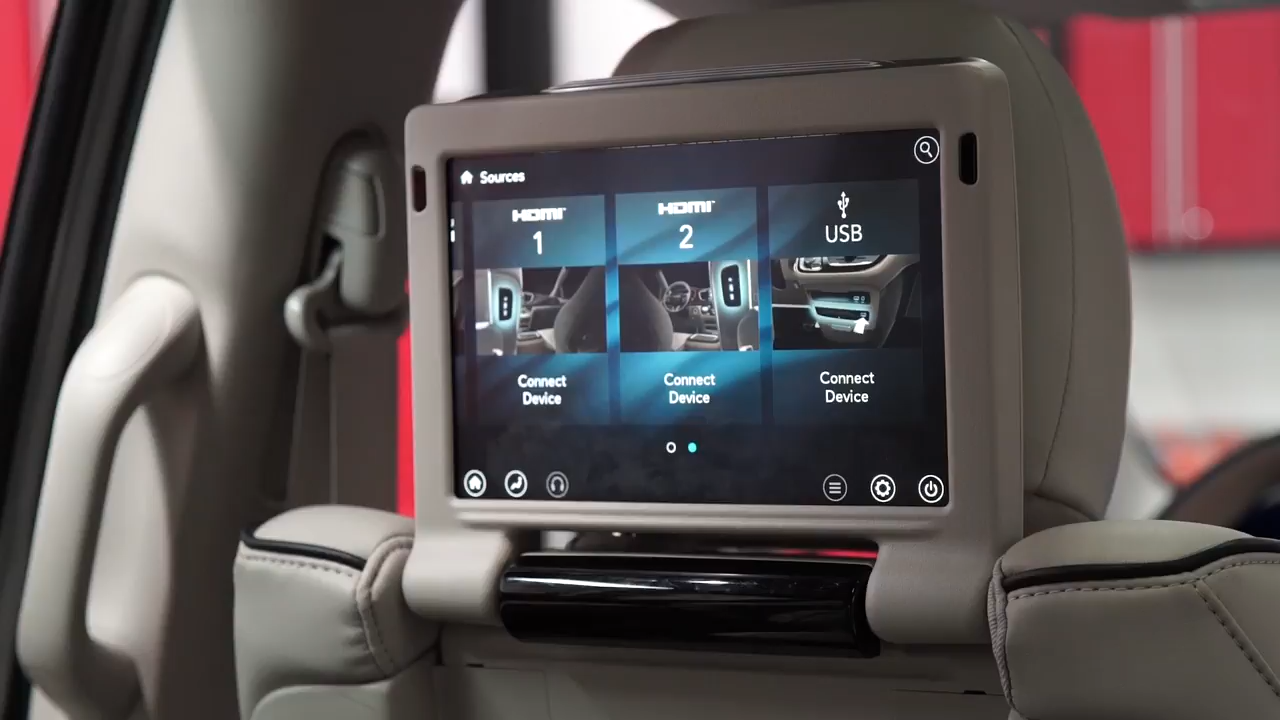 Sources
HDMI
1
Connect
Device
HDMI
2
Connect
Device
USB
Connect
Device